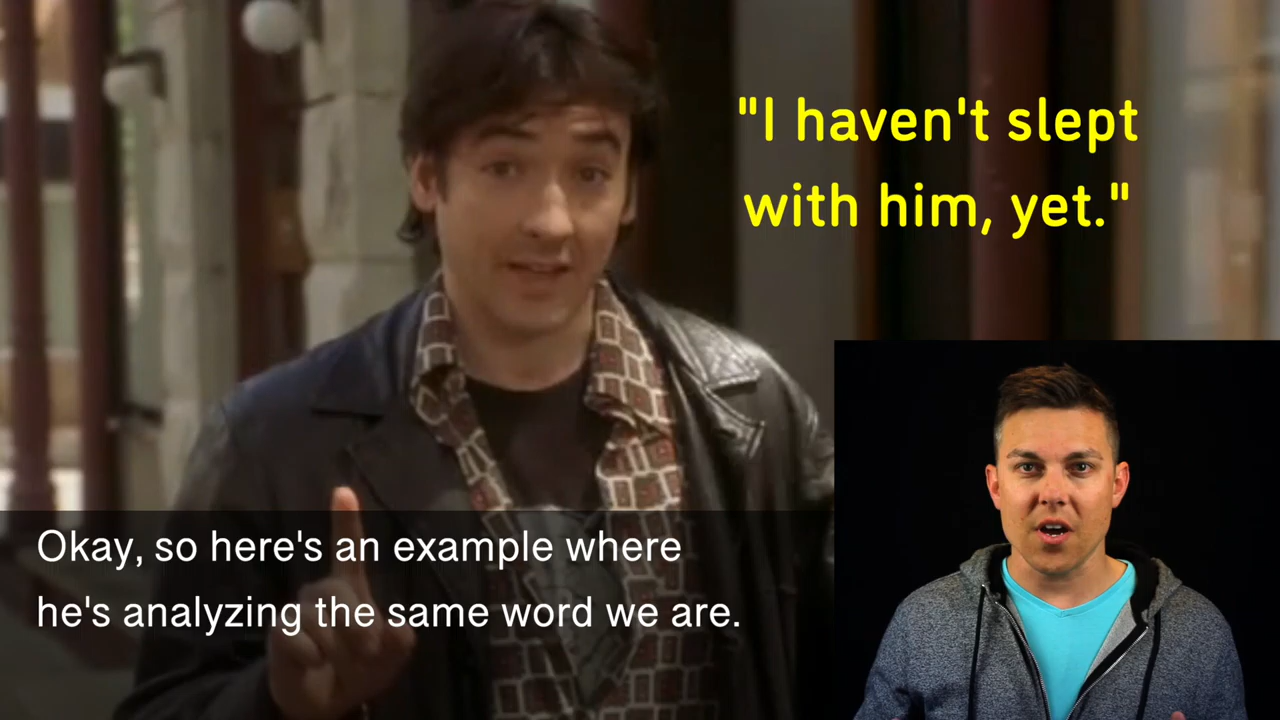 "I haven't slept
with him, yet."
Okay, so here's an example where
he's analyzing the same word we are.